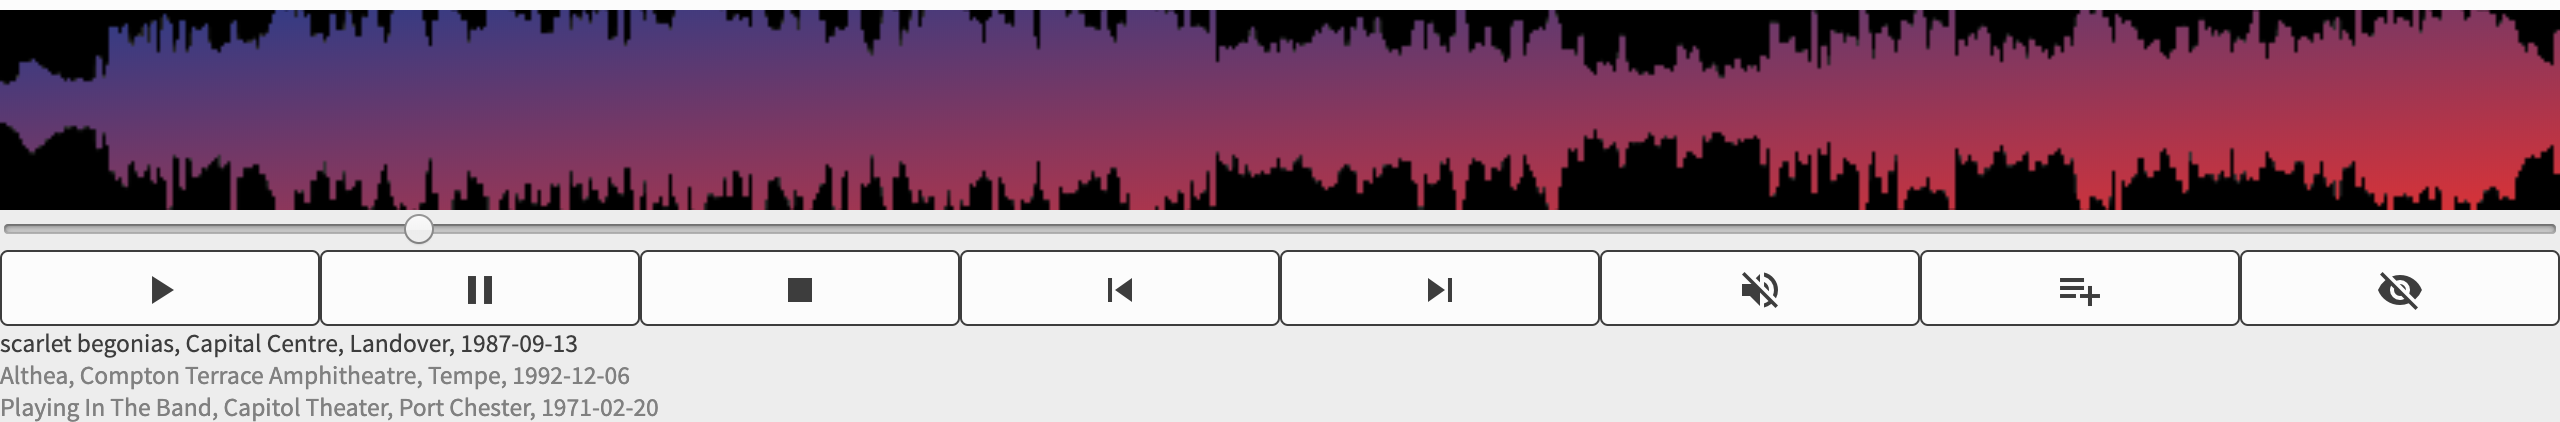 scarlet begonias, Capital Centre, Landover, 1987-09-13
Althea, Compton Terrace Amphitheatre, Tempe, 1992-12-06
Playing In The Band, Capitol Theater, Port Chester, 1971-02-20